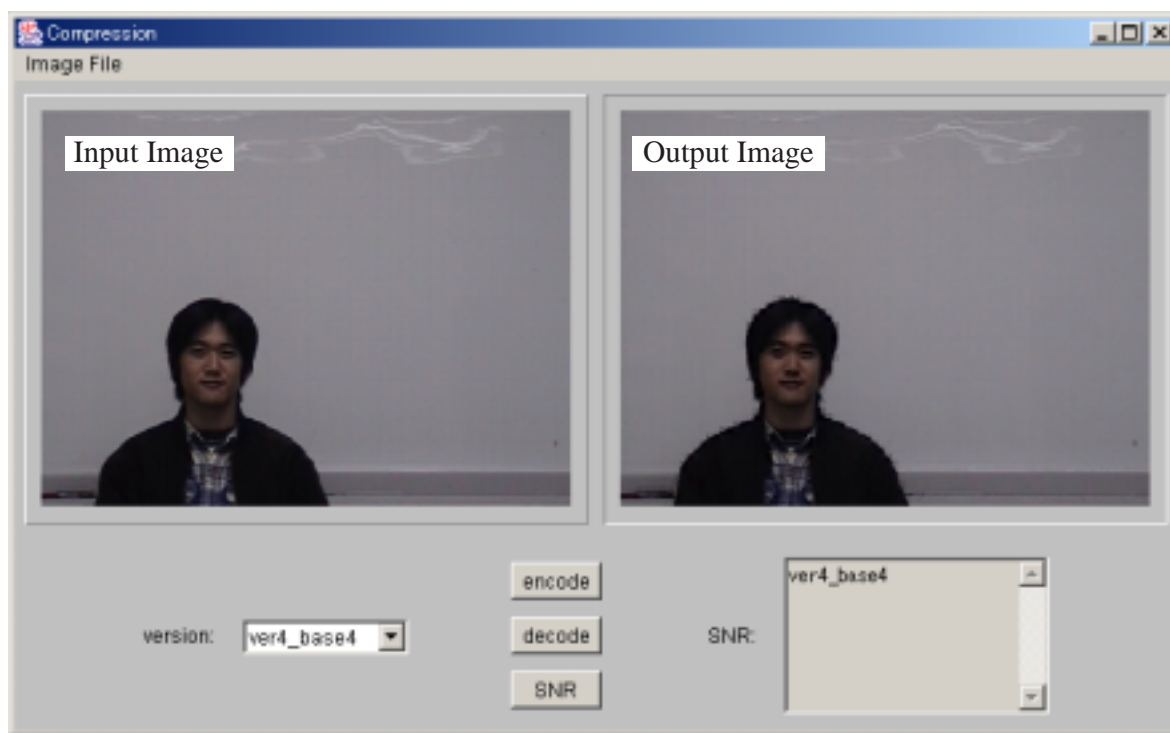 Compression
Image File
Input Image
Output Image
encode
decode
SNR
version:
ver4_base4
SNR:
ver4_base4